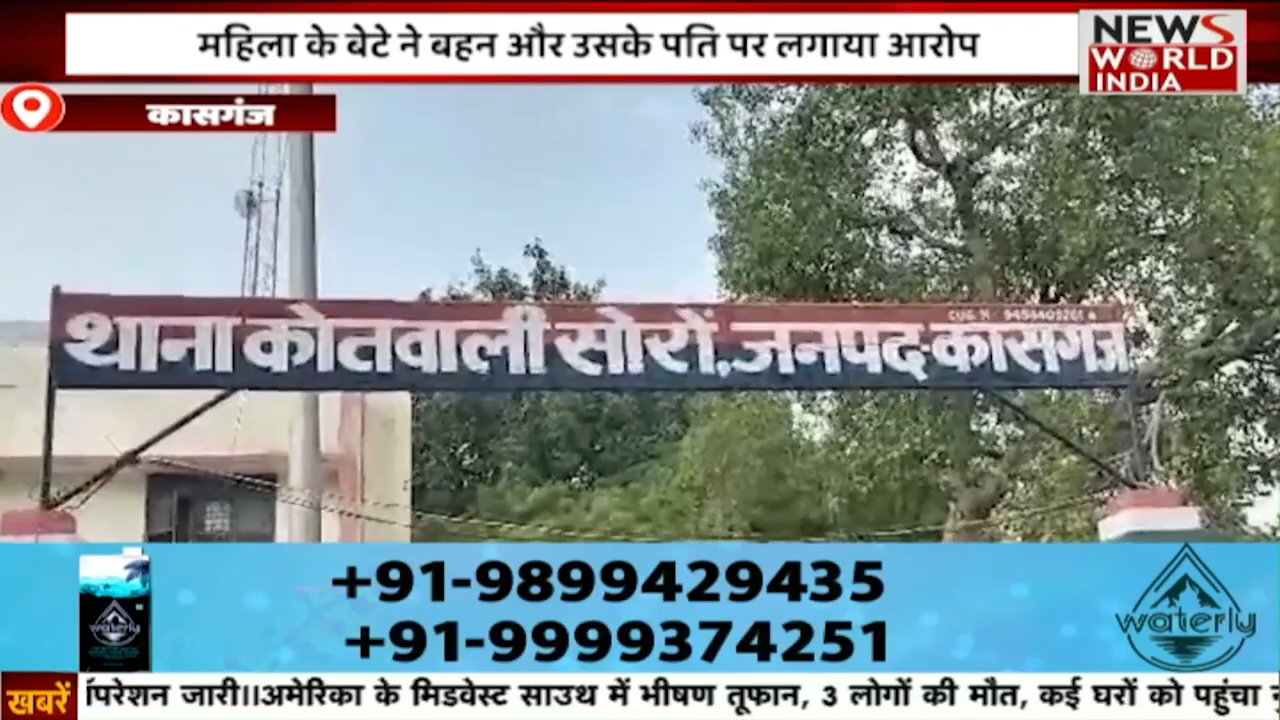 महिला के बेटे ने बहन और उसके पति पर लगाया आरोप
NEWS
WORLD
INDIA
कासगंज
थाना कोतवाली सोरों,जनपद-कासगंज
+91-9899429435
+91-9999374251
waterly
waterly
खबरें
ऑपरेशन जारी।।अमेरिका के मिडवेस्ट साउथ में भीषण तूफान, 3 लोगों की मौत, कई घरों को पहुंचा